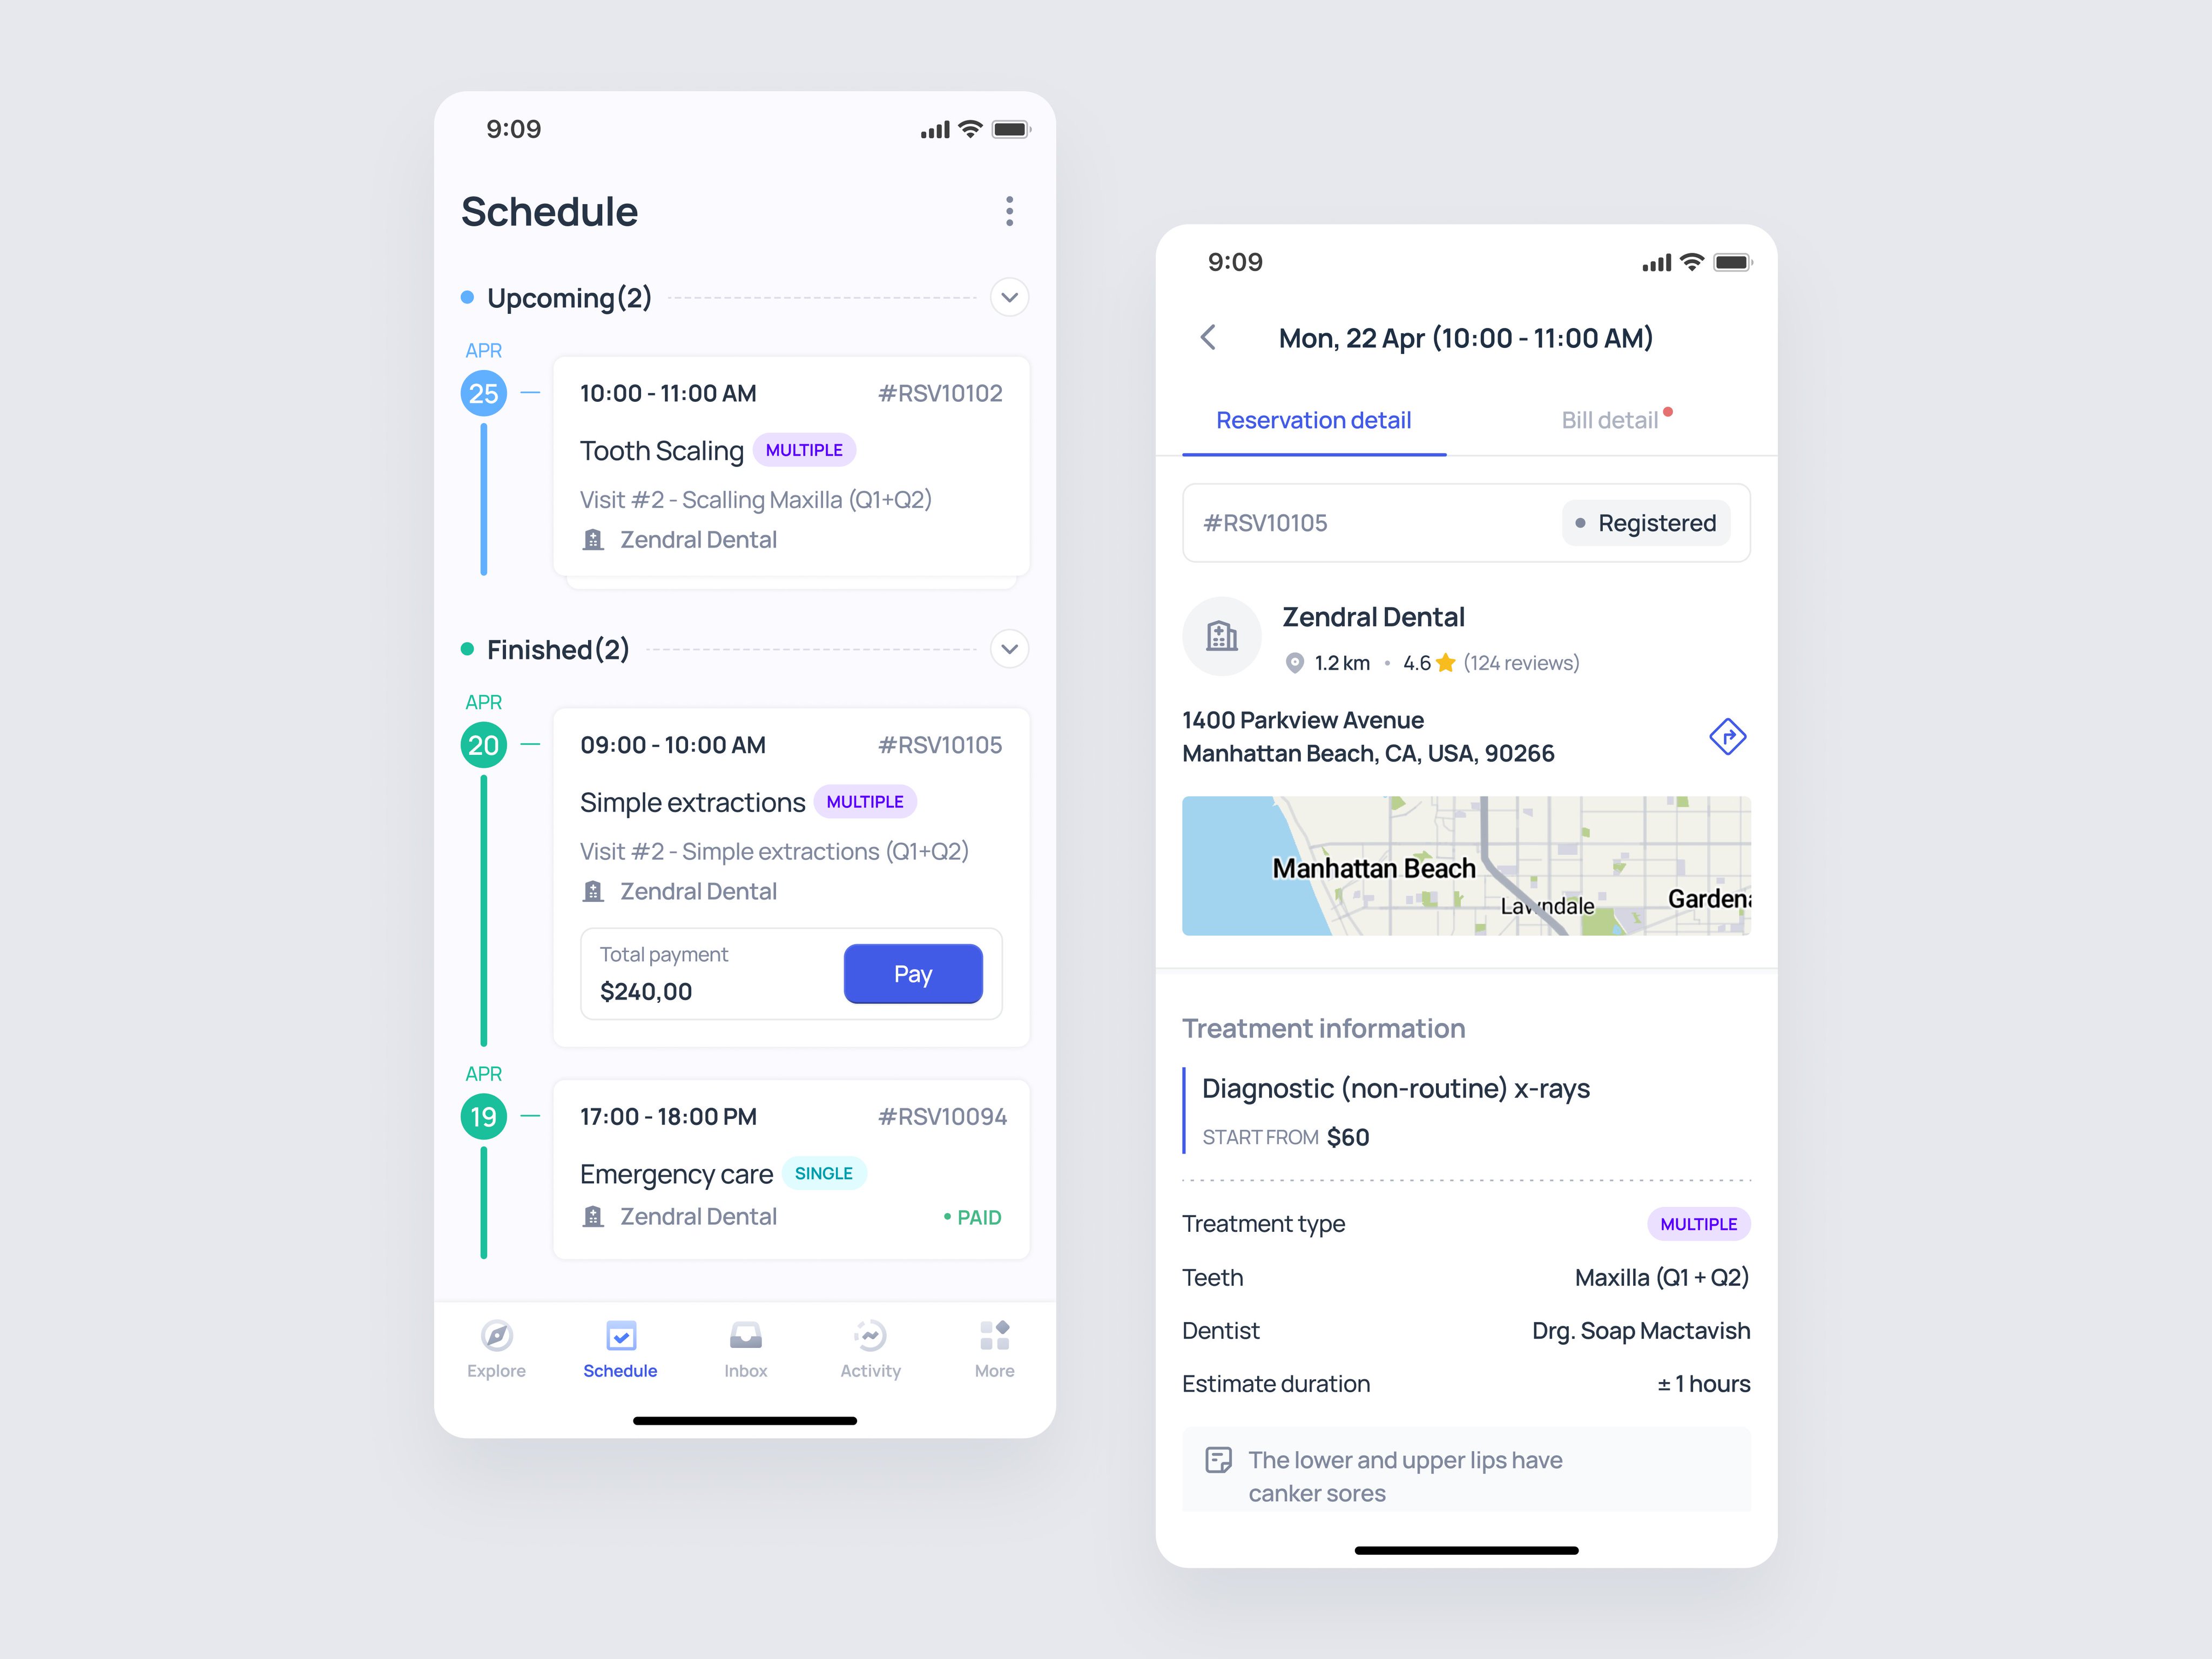 9:09
Schedule
Upcoming(2)
APR
25
10:00 - 11:00 AM #RSV10102
Tooth Scaling MULTIPLE
Visit #2 - Scalling Maxilla (Q1+Q2)
Zendral Dental
Finished(2)
APR
20
09:00 - 10:00 AM #RSV10105
Simple extractions MULTIPLE
Visit #2 - Simple extractions (Q1+Q2)
Zendral Dental
Total payment
$240,00
Pay
APR
19
17:00 - 18:00 PM #RSV10094
Emergency care SINGLE
Zendral Dental • PAID
Explore Schedule Inbox Activity More
9:09
Mon, 22 Apr (10:00 - 11:00 AM)
Reservation detail Bill detail
#RSV10105 Registered
Zendral Dental
1.2 km • 4.6 (124 reviews)
1400 Parkview Avenue
Manhattan Beach, CA, USA, 90266
Manhattan Beach
Lawndale
Gardena
Treatment information
Diagnostic (non-routine) x-rays
START FROM $60
Treatment type MULTIPLE
Teeth Maxilla (Q1 + Q2)
Dentist Drg. Soap Mactavish
Estimate duration ± 1 hours
The lower and upper lips have
canker sores